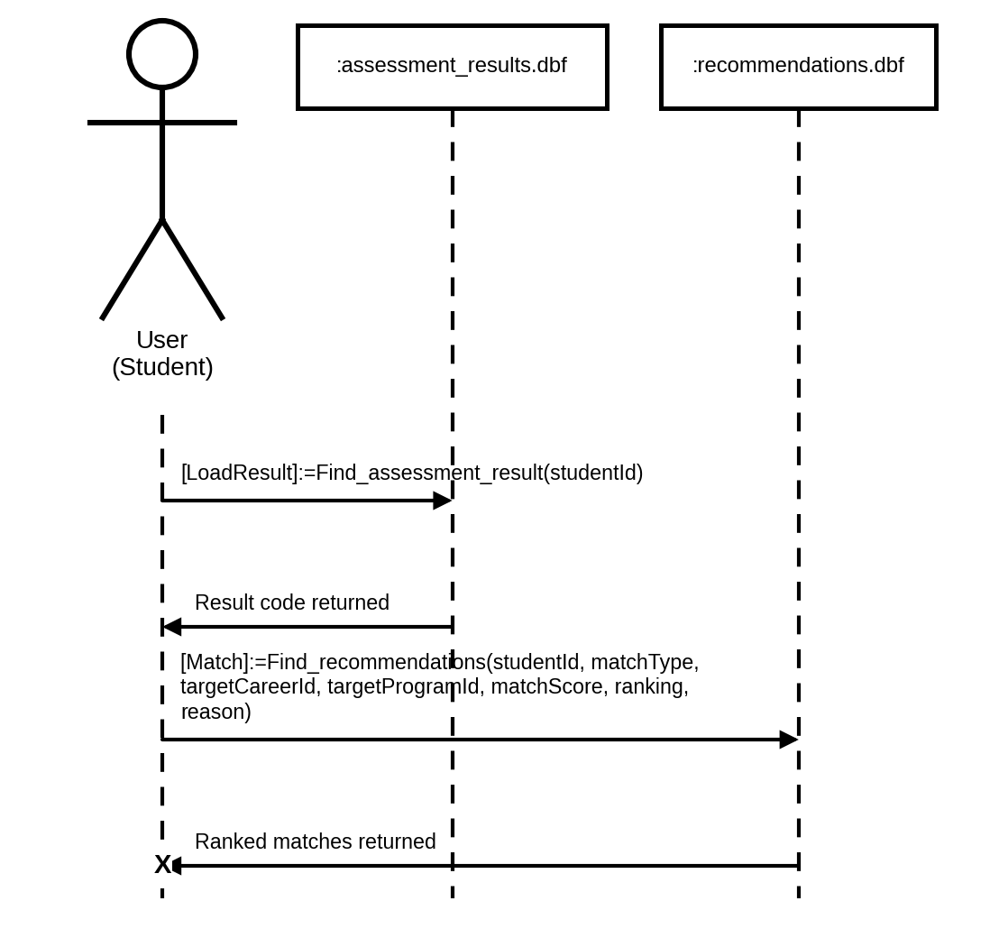 :assessment_results.dbf
:recommendations.dbf
User
(Student)
[LoadResult]:=Find_assessment_result(studentId)
Result code returned
[Match]:=Find_recommendations(studentId, matchType,
targetCareerId, targetProgramId, matchScore, ranking,
reason)
Ranked matches returned
X